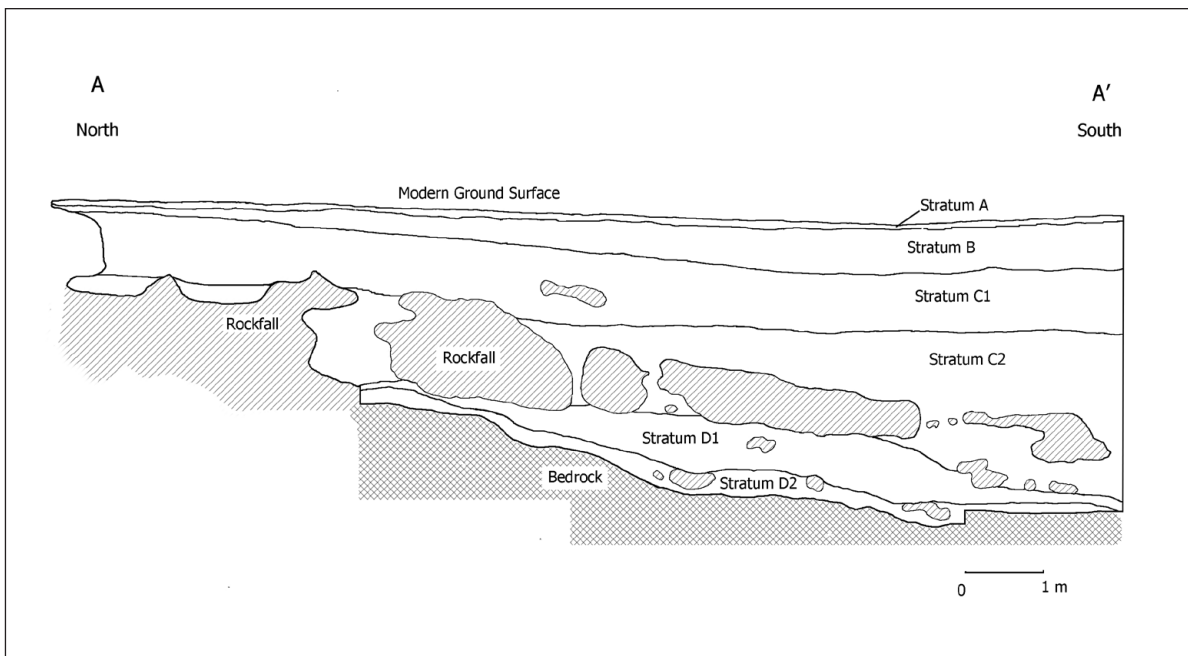 A
A′
North
South
Modern Ground Surface
Stratum A
Stratum B
Stratum C1
Rockfall
Rockfall
Stratum C2
Stratum D1
Bedrock
Stratum D2
0 1 m